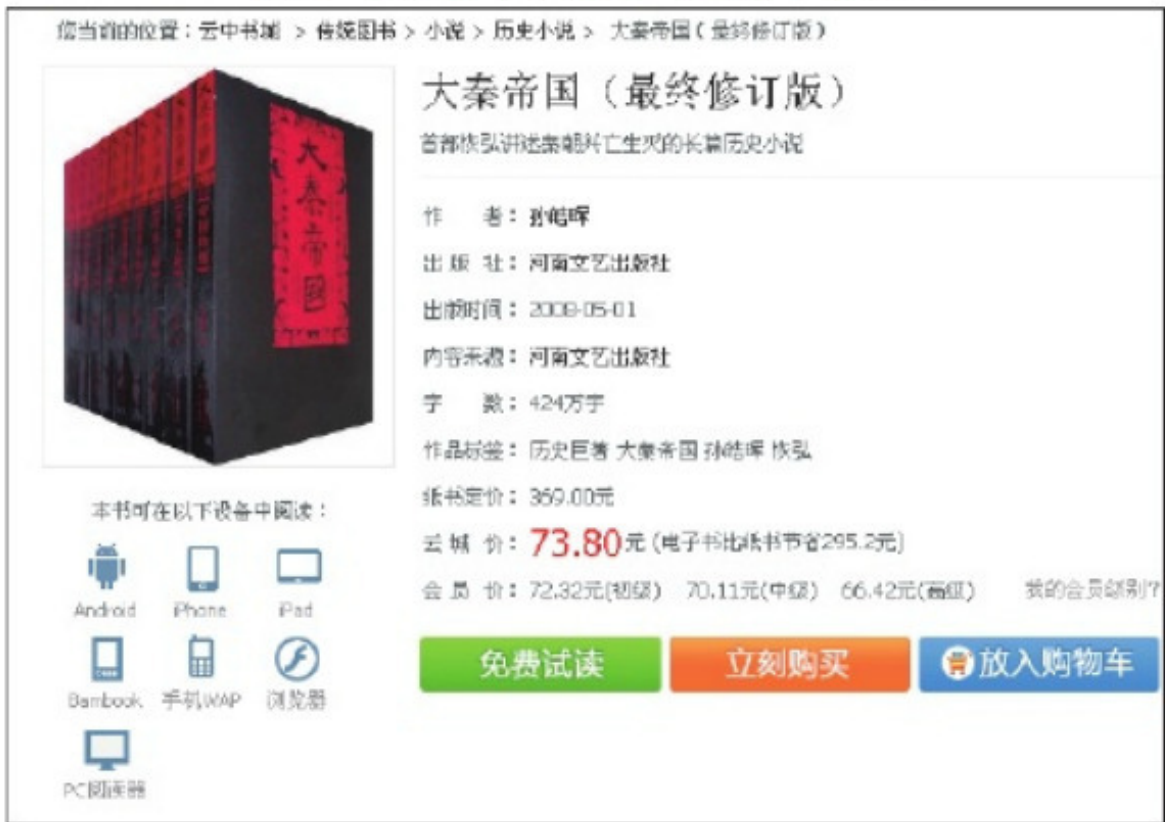 您当前的位置：云中书城 > 传统图书 > 小说 > 历史小说 > 大秦帝国（最终修订版）
大秦帝国（最终修订版）
首部恢弘讲述秦朝兴亡生灭的长篇历史小说
大秦帝國
作 者：孙皓晖
出 版 社：河南文艺出版社
出版时间：2008-05-01
内容来源：河南文艺出版社
字 数：424万字
作品标签：历史巨著 大秦帝国 孙皓晖 恢弘
纸书定价：369.00元
云 城 价：73.80元 (电子书比纸书节省295.2元)
会 员 价：72.32元(初级) 70.11元(中级) 66.42元(高级) 我的会员级别?
免费试读 立刻购买 放入购物车
本书可在以下设备中阅读：
Android iPhone iPad
Bambook 手机WAP 浏览器
PC阅读器